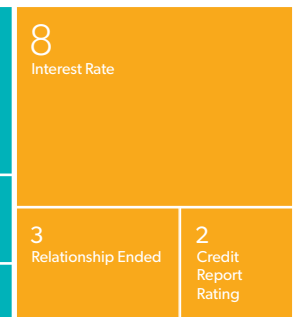 8
Interest Rate
3
Relationship Ended
2
Credit
Report
Rating